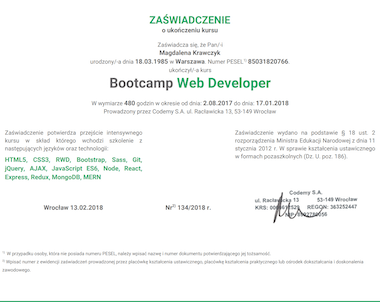 ZAŚWIADCZENIE
o ukończeniu kursu
Zaświadcza się, że Pan/-i
Magdalena Krawczyk
urodzony/-a dniu 18.03.1985 w Warszawa. Numer PESEL¹⁾ 85031820766.
ukończył/-a kurs
Bootcamp Web Developer
W wymiarze 480 godzin w okresie od dnia: 2.08.2017 do dnia: 17.01.2018
Prowadzony przez Codemy S.A. ul. Racławicka 13, 53-149 Wrocław
Zaświadczenie potwierdza przejście intensywnego
kursu w skład którego wchodzi szkolenie z
następujących języków oraz technologii:
HTML5, CSS3, RWD, Bootstrap, Sass, Git,
jQuery, AJAX, JavaScript ES6, Node, React,
Express, Redux, MongoDB, MERN
Zaświadczenie wydano na podstawie § 18 ust. 2
rozporządzenia Ministra Edukacji Narodowej z dnia 11
stycznia 2012 r. W sprawie kształcenia ustawicznego
w formach pozaszkolnych (Dz. U. poz. 186).
Codemy S.A.
ul. Racławicka 13 53-149 Wrocław
KRS: REGON: 363252447
NIP:
Wrocław 13.02.2018
Nr²⁾ 134/2018 r.
¹⁾ W przypadku osoby, która nie posiada numeru PESEL, należy wpisać nazwę i numer dokumentu potwierdzającego jej tożsamość.
²⁾ Wpisać numer z ewidencji zaświadczeń prowadzonej przez placówkę kształcenia ustawicznego, placówkę kształcenia praktycznego lub ośrodek dokształcania i doskonalenia
zawodowego.